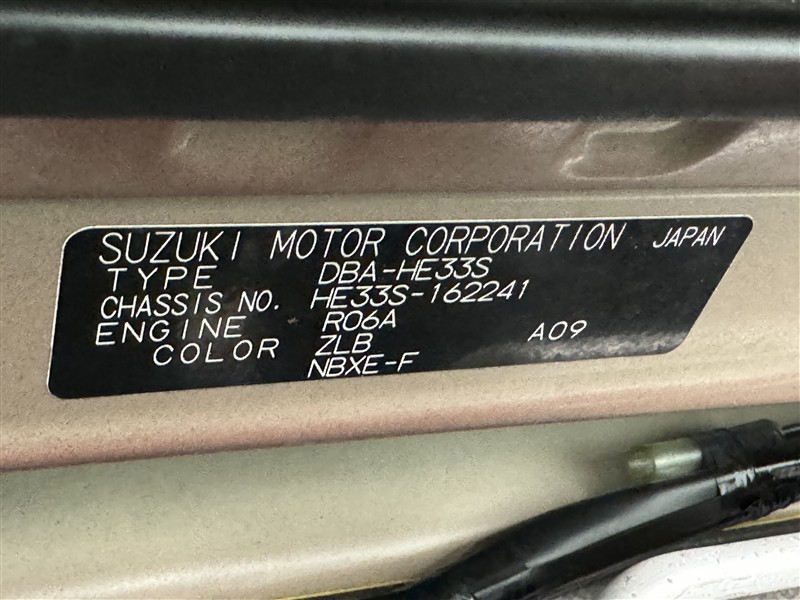 SUZUKI MOTOR CORPORATION JAPAN
TYPE DBA-HE33S
CHASSIS NO. HE33S-162241
ENGINE R06A
COLOR ZLB A09
NBXE-F